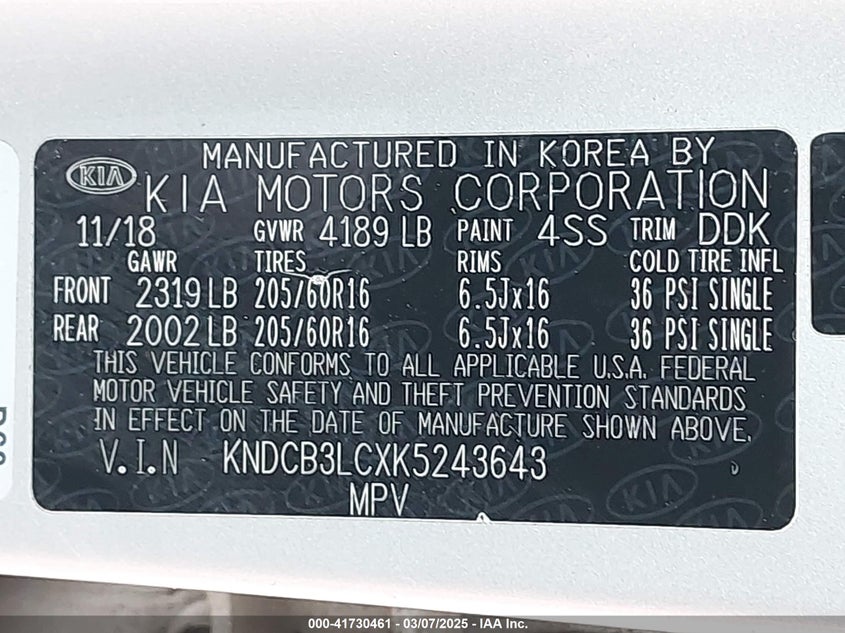 MANUFACTURED IN KOREA BY
KIA KIA MOTORS CORPORATION
11/18 GVWR 4189 LB PAINT 4SS TRIM DDK
GAWR TIRES RIMS COLD TIRE INFL
FRONT 2319 LB 205/60R16 6.5Jx16 36 PSI SINGLE
REAR 2002 LB 205/60R16 6.5Jx16 36 PSI SINGLE
THIS VEHICLE CONFORMS TO ALL APPLICABLE U.S.A. FEDERAL
MOTOR VEHICLE SAFETY AND THEFT PREVENTION STANDARDS
IN EFFECT ON THE DATE OF MANUFACTURE SHOWN ABOVE.
V.I.N KNDCB3LCXK5243643
MPV
000-41730461 - 03/07/2025 - IAA Inc.